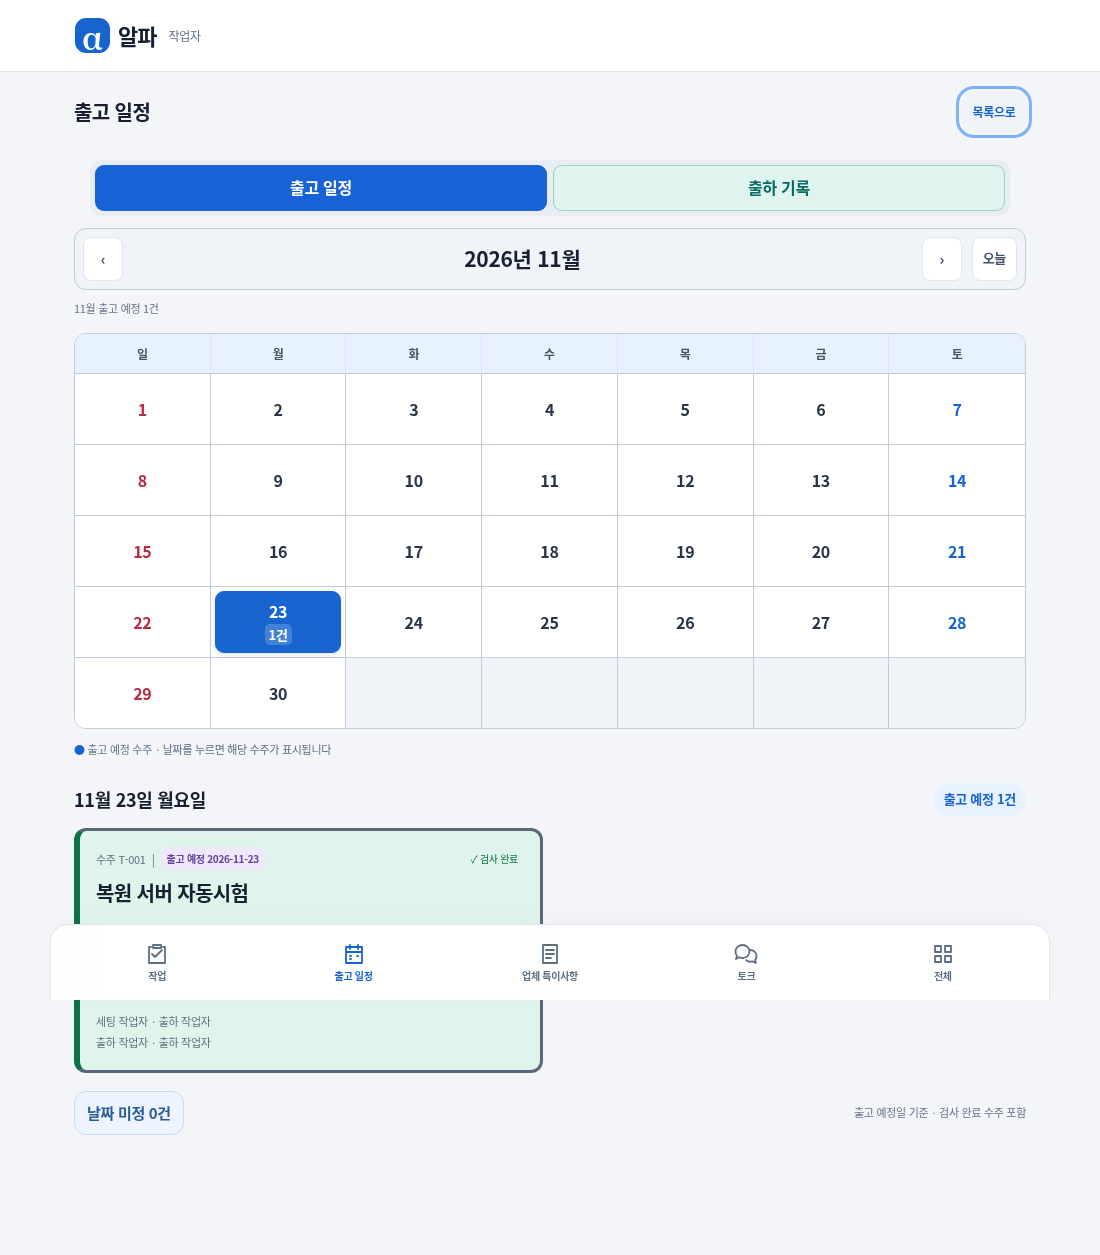 α 알파 작업자
출고 일정
목록으로
출고 일정 출하 기록
‹ 2026년 11월 › 오늘
11월 출고 예정 1건
일 월 화 수 목 금 토
1 2 3 4 5 6 7
8 9 10 11 12 13 14
15 16 17 18 19 20 21
22 23 24 25 26 27 28
1건
29 30
출고 예정 수주 · 날짜를 누르면 해당 수주가 표시됩니다
11월 23일 월요일 출고 예정 1건
수주 T-001 | 출고 예정 2026-11-23 ✓ 검사 완료
복원 서버 자동시험
작업 출고 일정 업체 특이사항 토크 전체
세팅 작업자 · 출하 작업자
출하 작업자 · 출하 작업자
날짜 미정 0건 출고 예정일 기준 · 검사 완료 수주 포함